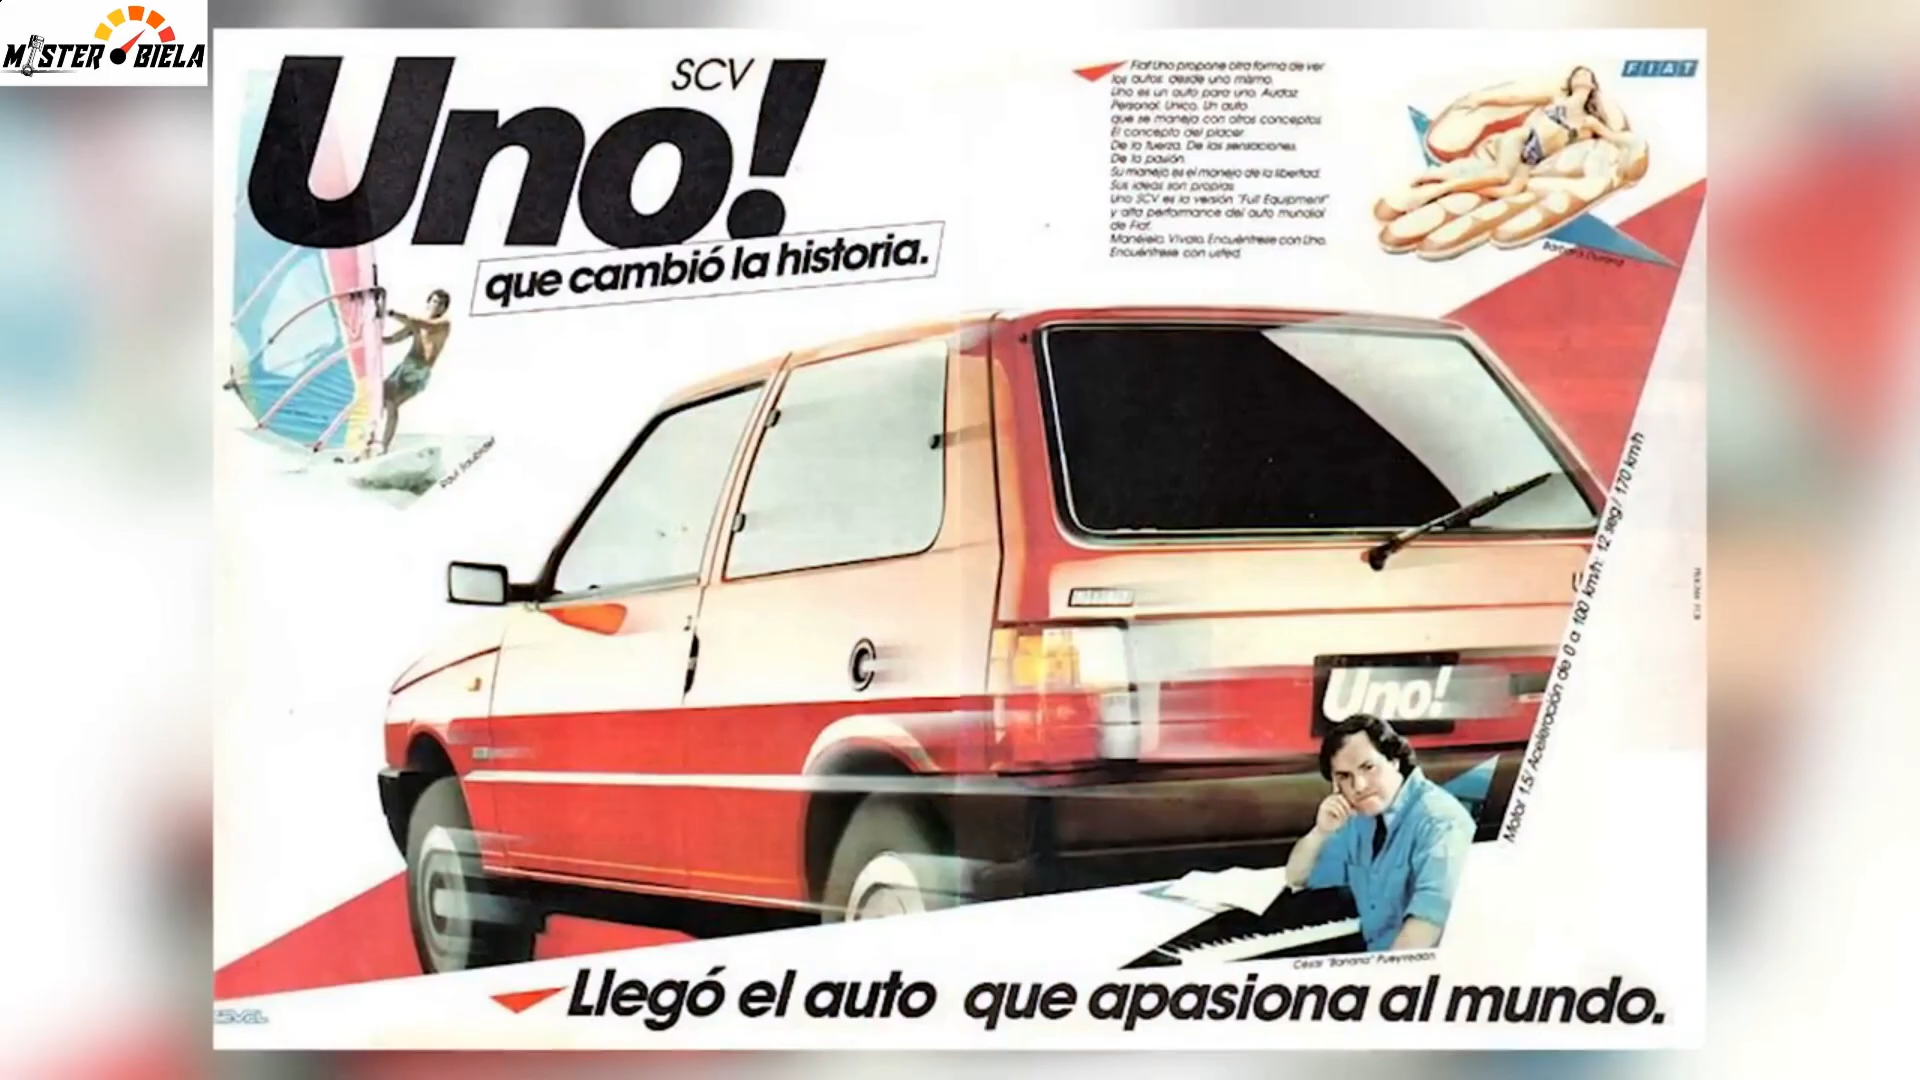 MISTER BIELA
SCV
Uno!
que cambió la historia.
Fiat Uno propone otra forma de ver
los autos: desde uno mismo.
Uno es un auto para uno. Audaz.
Personal. Unico. Un auto
que se maneja con otros conceptos.
El concepto del placer.
De la fuerza. De las sensaciones.
De la pasión.
Su manejo es el manejo de la libertad.
Sus ideas son propias.
Uno SCV es la versión "Full Equipment"
y alta performance del auto mundial
de Fiat.
Manéjelo. Vívalo. Encuéntrese con Uno.
Encuéntrese con usted.
FIAT
Motor 1.5/ Aceleración de 0 a 100 km/h: 12 seg/ 170 km/h
Uno!
César "Banana" Pueyrredón
Llegó el auto que apasiona al mundo.
SEVEL